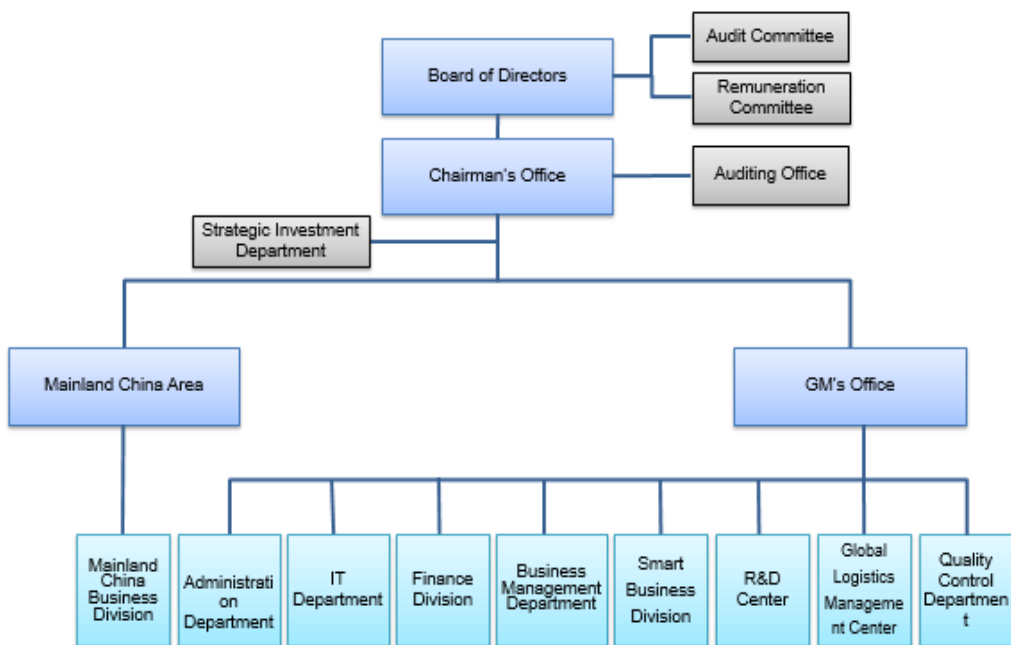 Audit Committee
Board of Directors
Remuneration
Committee
Chairman's Office
Auditing Office
Strategic Investment
Department
Mainland China Area
GM's Office
Mainland
China
Business
Division
Administrati
on
Department
IT
Department
Finance
Division
Business
Management
Department
Smart
Business
Division
R&D
Center
Global
Logistics
Manageme
nt Center
Quality
Control
Departmen
t